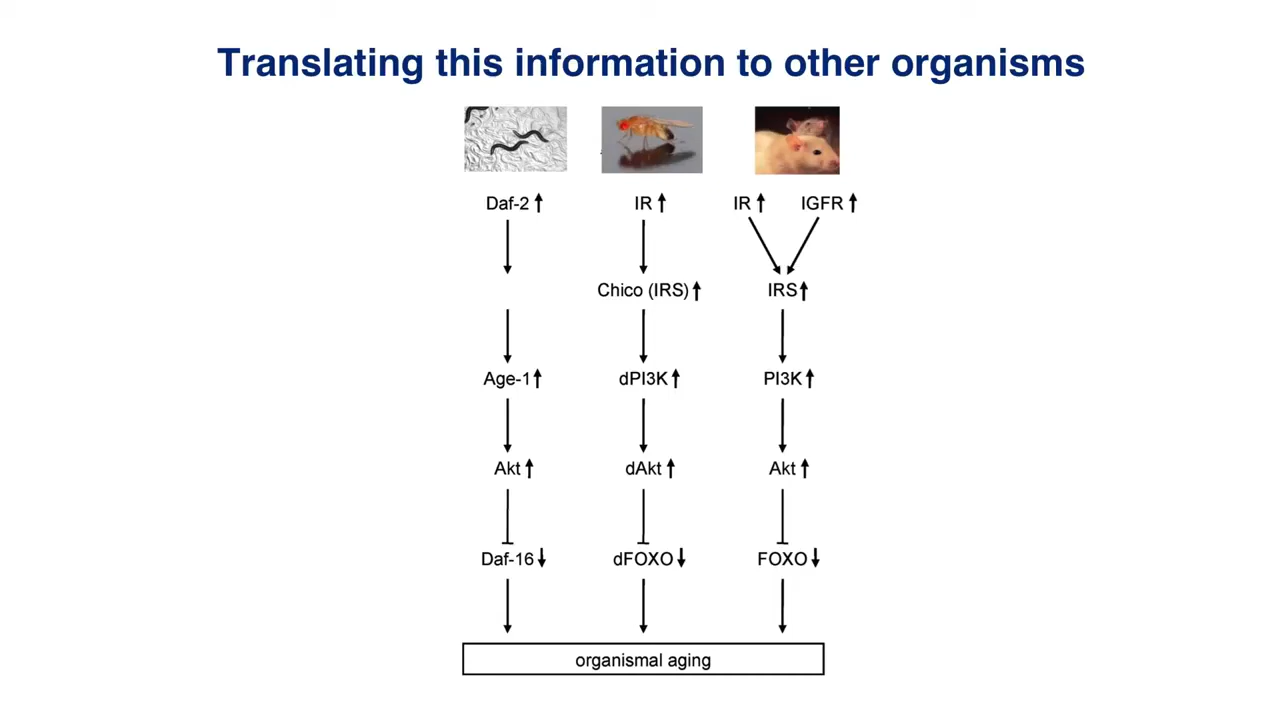 Translating this information to other organisms
Daf-2 IR IR IGFR
Chico (IRS) IRS
Age-1 dPI3K PI3K
Akt dAkt Akt
Daf-16 dFOXO FOXO
organismal aging